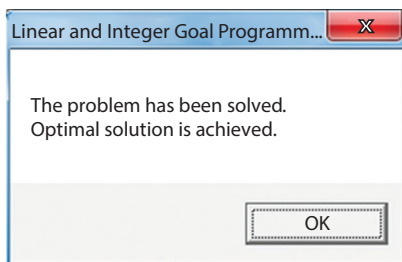 Linear and Integer Goal Programm...
X
The problem has been solved.
Optimal solution is achieved.
OK